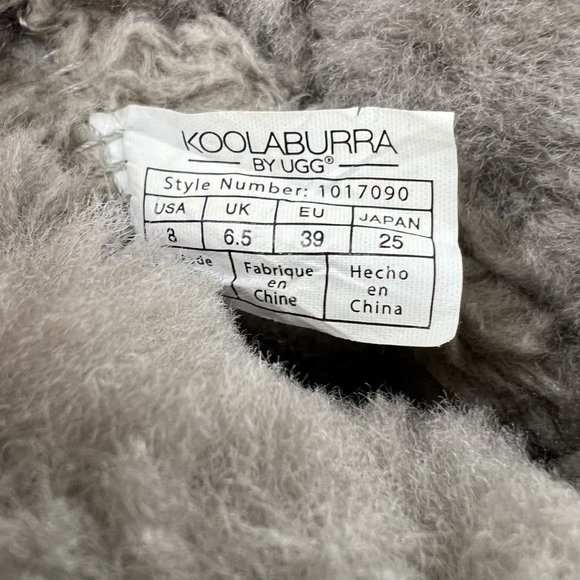 KOOLABURRA
BY UGG®
Style Number: 1017090
USA UK EU JAPAN
8 6.5 39 25
Fabrique Hecho
en en
Chine China